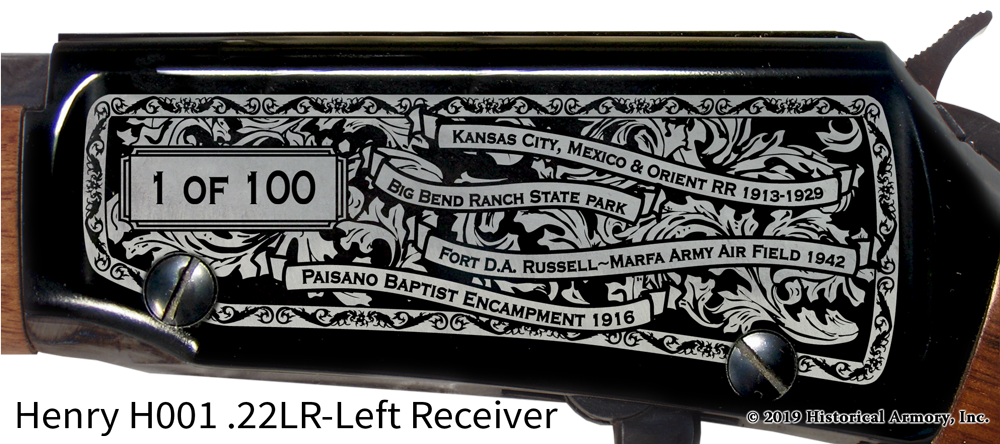 Kansas City, Mexico & Orient RR 1913-1929
1 of 100
Big Bend Ranch State park
Fort D.A. Russell~Marfa Army Air Field 1942
Paisano Baptist Encampment 1916
Henry H001 .22LR-Left Receiver
© 2019 Historical Armory, Inc.